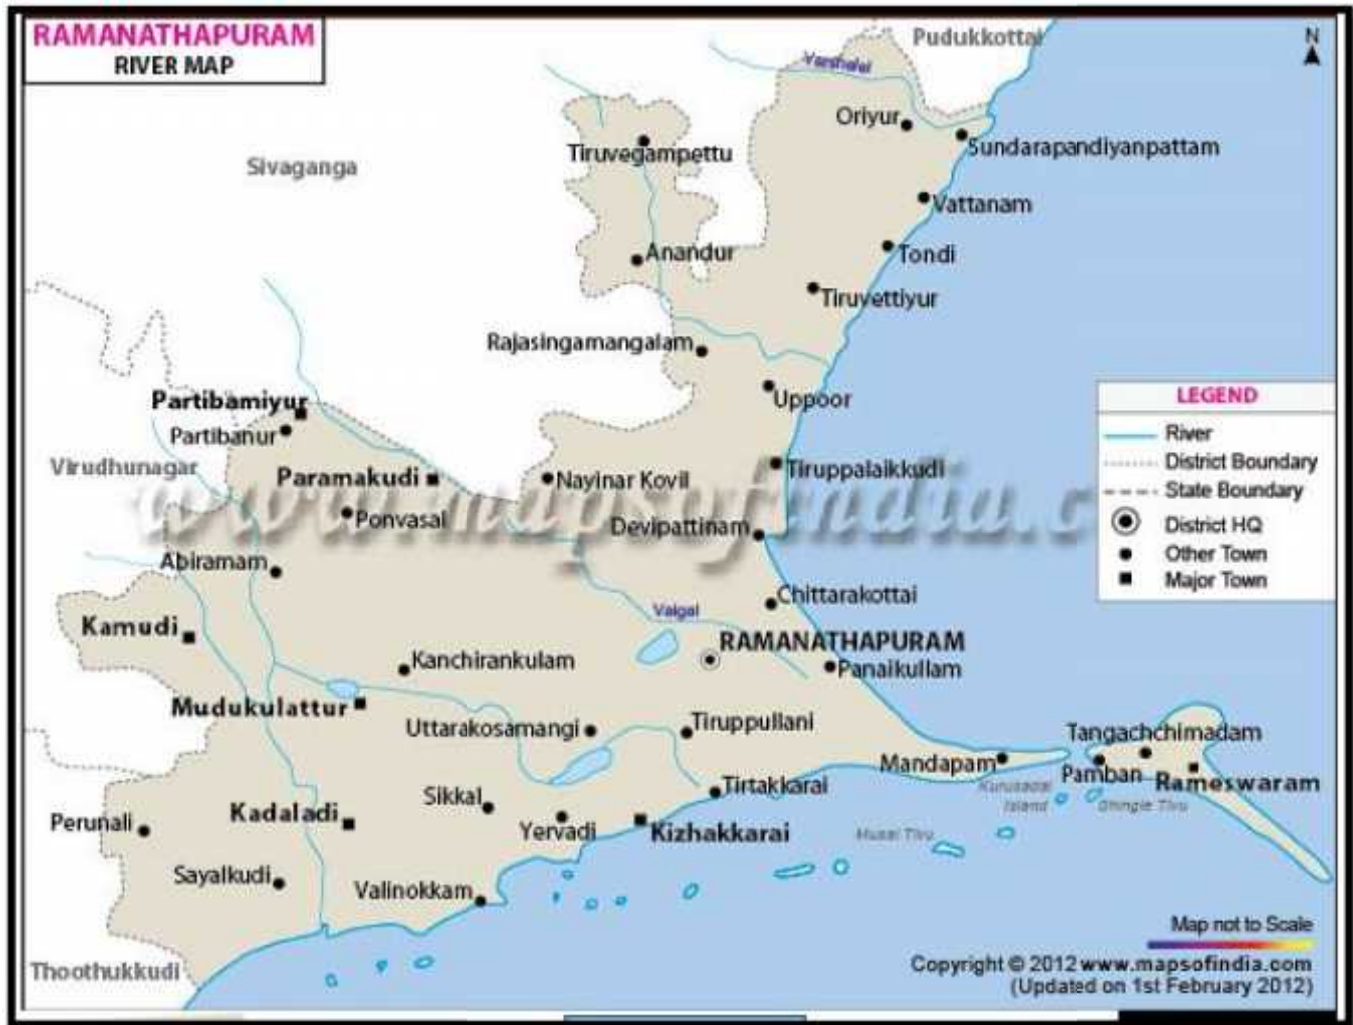 RAMANATHAPURAM
RIVER MAP
Pudukkottai
N
Varshalei
Oriyur
Tiruvegampettu
Sundarapandiyanpattam
Sivaganga
Vattanam
Anandur
Tondi
Tiruvettiyur
Rajasingamangalam
Partibamiyur
Uppoor
LEGEND
Partibanur
River
Virudhunagar
District Boundary
Paramakudi
Nayinar Kovil
Tiruppalaikkudi
State Boundary
www.mapsofindia.c
Ponvasal
Devipattinam
District HQ
Abiramam
Other Town
Major Town
Chittarakottai
Vaigai
Kamudi
RAMANATHAPURAM
Kanchirankulam
Panaikullam
Mudukulattur
Uttarakosamangi
Tiruppullani
Tangachchimadam
Mandapam
Pamban
Rameswaram
Kurusadai
Island
Shingle Tivu
Sikkal
Tirtakkarai
Kadaladi
Perunali
Yervadi
Kizhakkarai
Musal Tivu
Sayalkudi
Valinokkam
Map not to Scale
Thoothukkudi
Copyright © 2012 www.mapsofindia.com
(Updated on 1st February 2012)